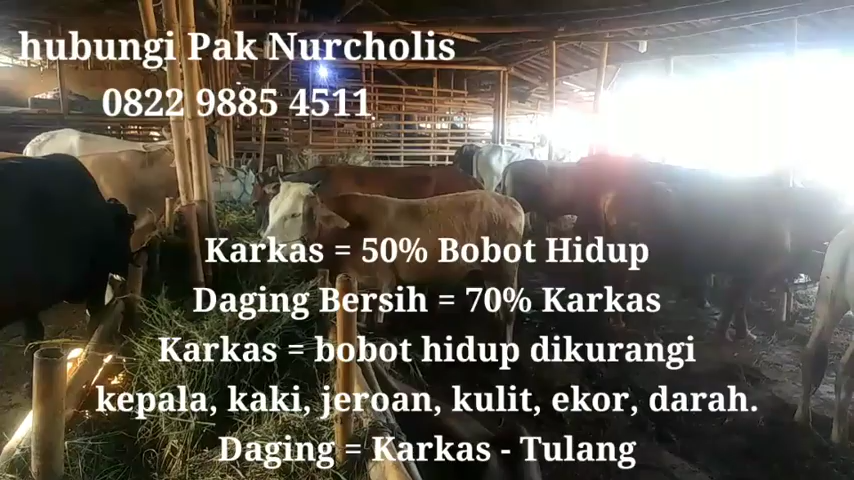 hubungi Pak Nurcholis
0822 9885 4511
Karkas = 50% Bobot Hidup
Daging Bersih = 70% Karkas
Karkas = bobot hidup dikurangi
kepala, kaki, jeroan, kulit, ekor, darah.
Daging = Karkas - Tulang